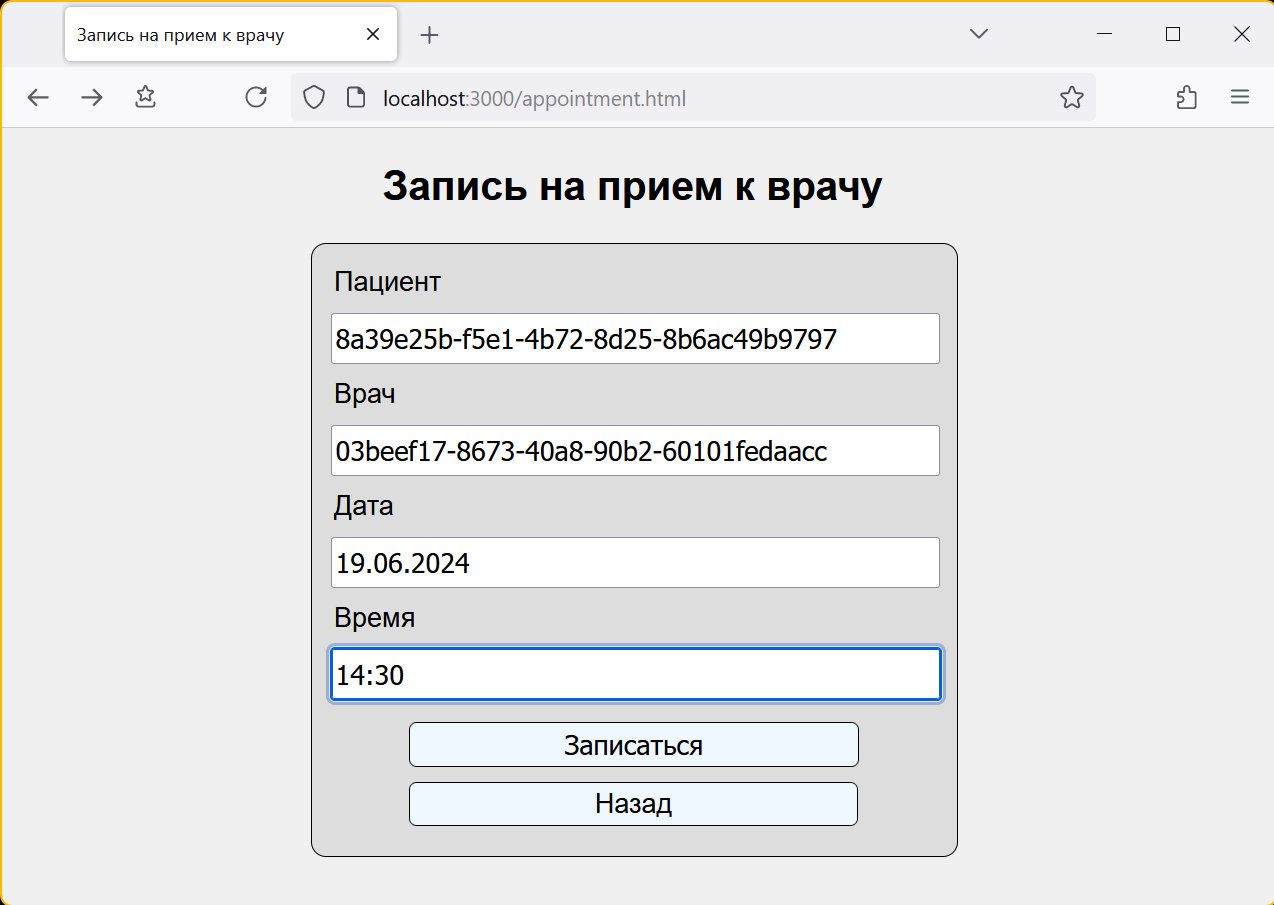 Запись на прием к врачу
localhost:3000/appointment.html
Запись на прием к врачу
Пациент
8a39e25b-f5e1-4b72-8d25-8b6ac49b9797
Врач
03beef17-8673-40a8-90b2-60101fedaacc
Дата
19.06.2024
Время
14:30
Записаться
Назад